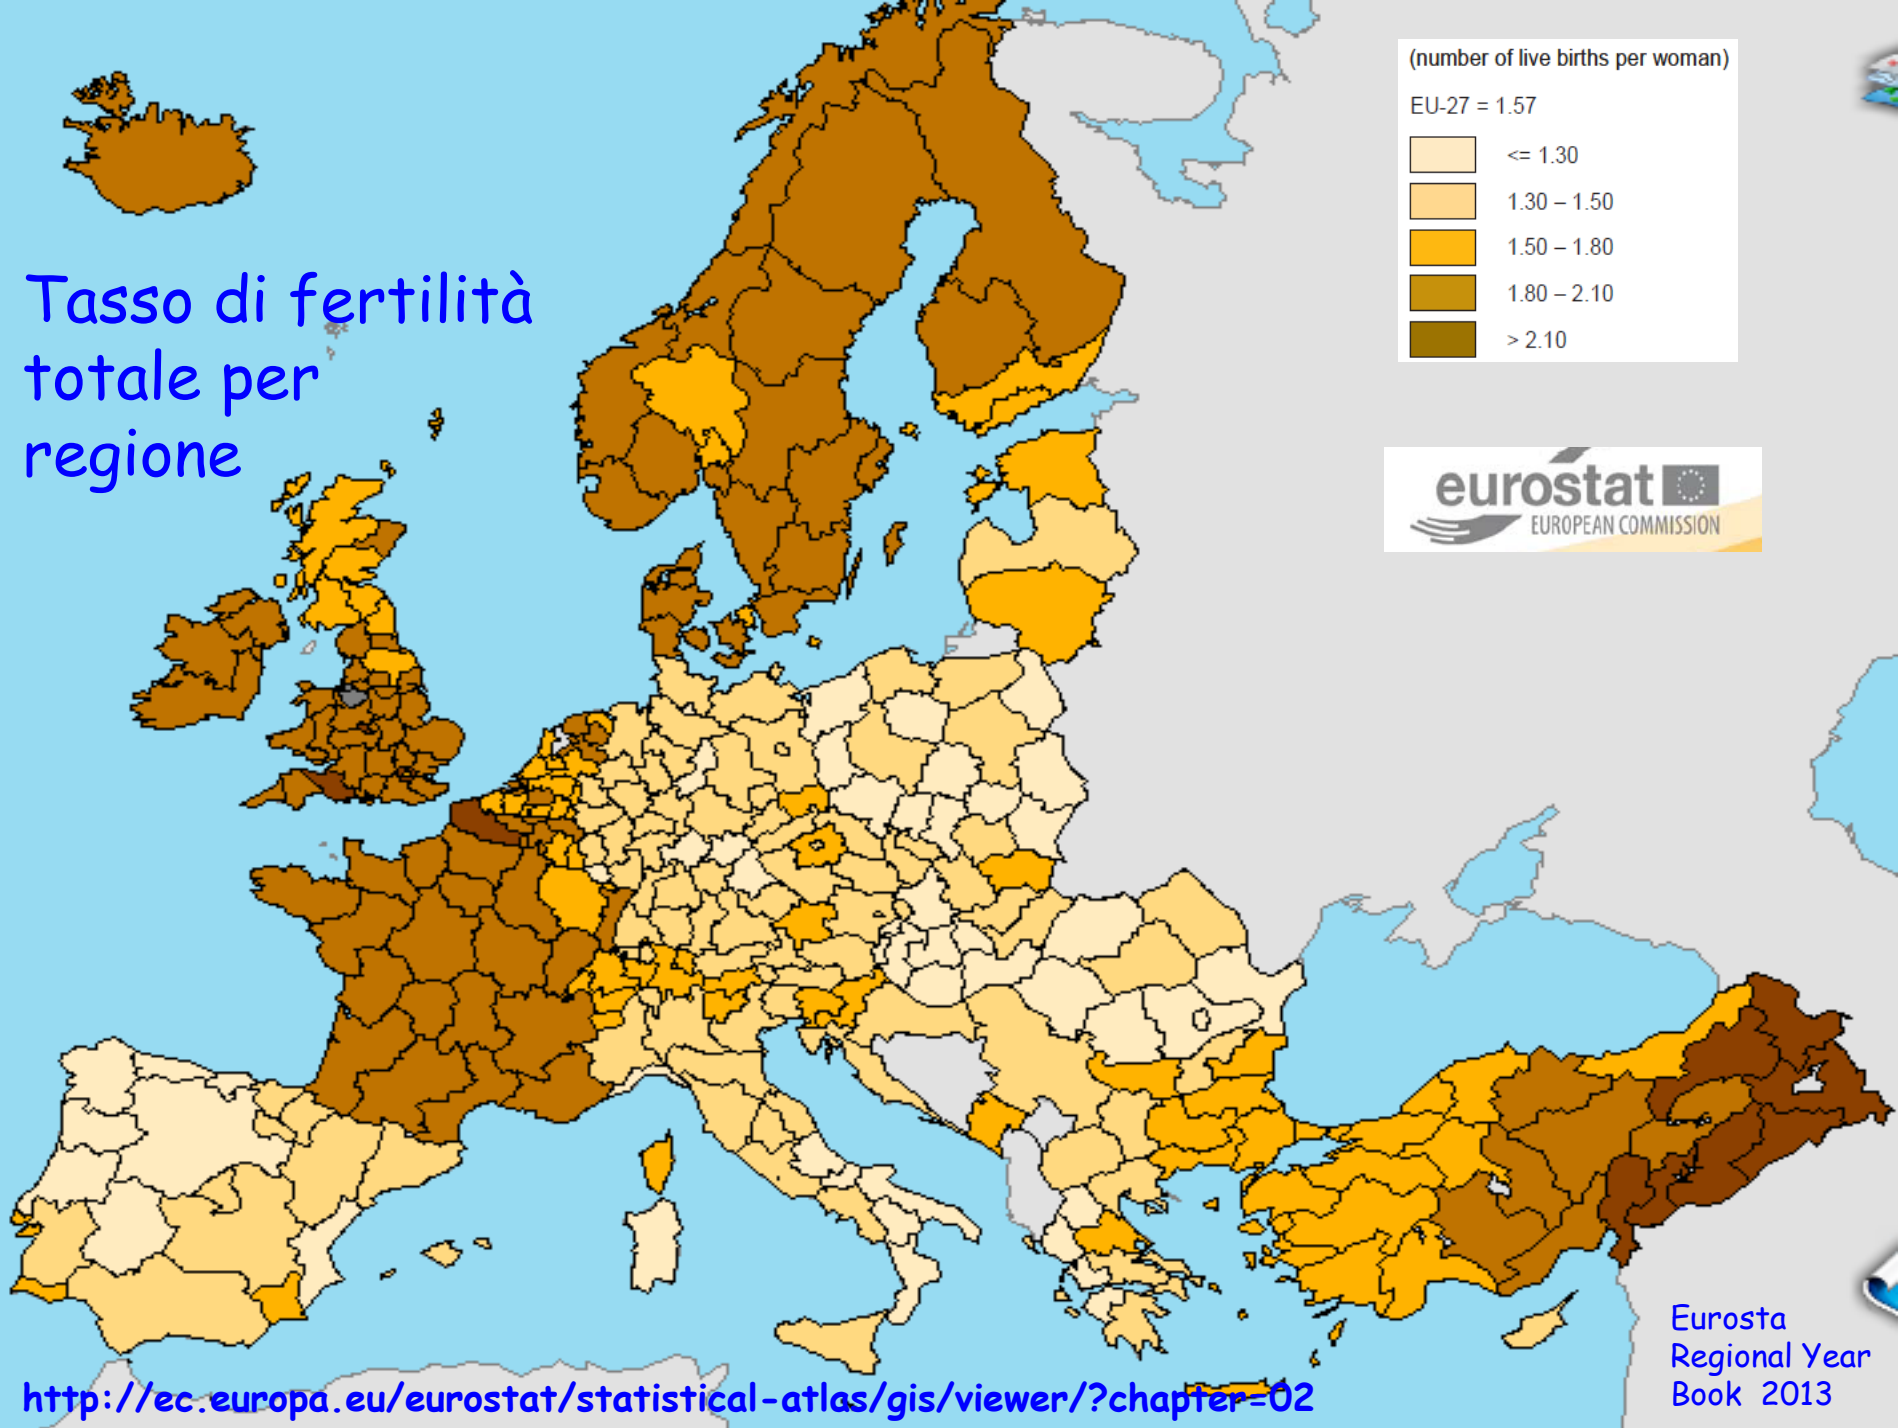 (number of live births per woman)
EU-27 = 1.57
<= 1.30
1.30 – 1.50
1.50 – 1.80
1.80 – 2.10
> 2.10
Tasso di fertilità
totale per
regione
eurostat
EUROPEAN COMMISSION
Eurosta
Regional Year
Book 2013
http://ec.europa.eu/eurostat/statistical-atlas/gis/viewer/?chapter=02